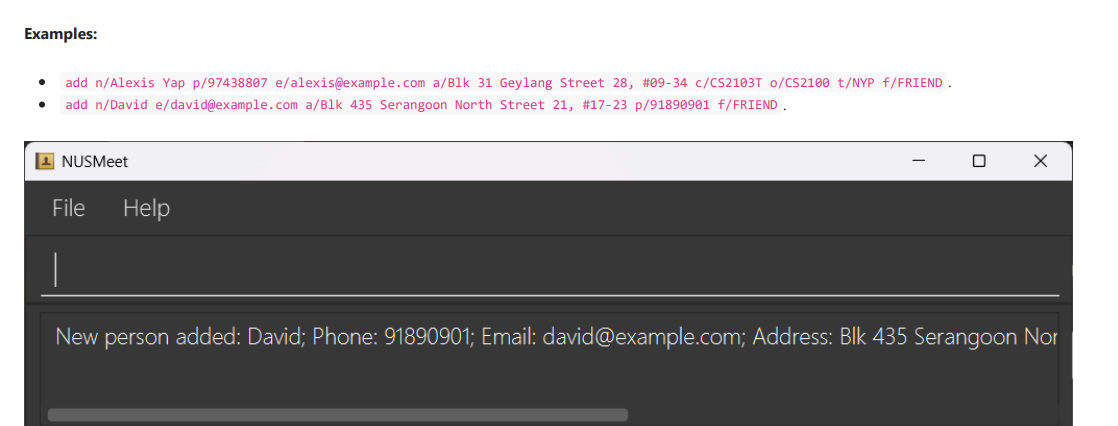 Examples:
add n/Alexis Yap p/97438807 e/alexis@example.com a/Blk 31 Geylang Street 28, #09-34 c/CS2103T o/CS2100 t/NYP f/FRIEND .
add n/David e/david@example.com a/Blk 435 Serangoon North Street 21, #17-23 p/91890901 f/FRIEND .
NUSMeet
File Help
New person added: David; Phone: 91890901; Email: david@example.com; Address: Blk 435 Serangoon Nor